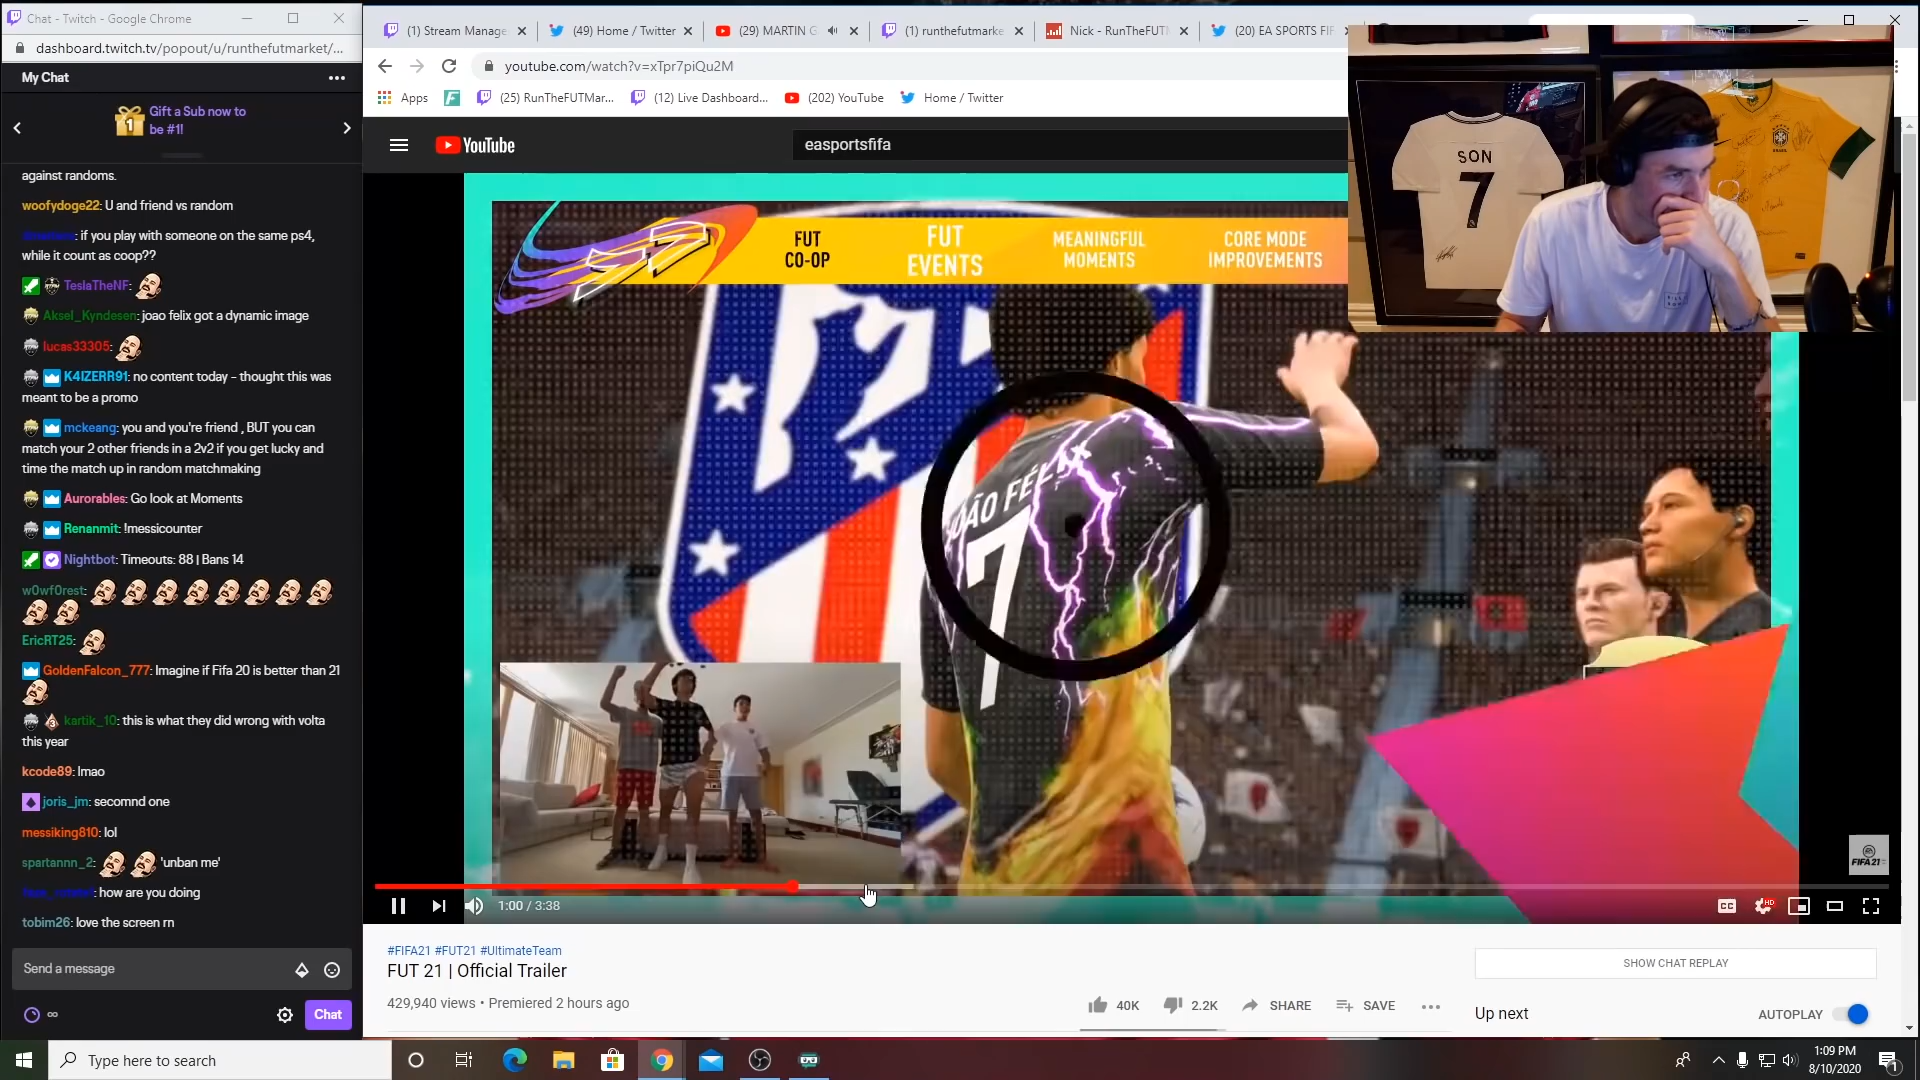 Chat - Twitch - Google Chrome
dashboard.twitch.tv/popout/u/runthefutmarket/...
My Chat
Gift a Sub now to
be #1!
1
against randoms.
woofydoge22: U and friend vs random
: if you play with someone on the same ps4,
while it count as coop??
TeslaTheNF:
Aksel_Kyndesen: joao felix got a dynamic image
lucas33305:
K4IZERR91: no content today - thought this was
meant to be a promo
mckeang: you and you're friend , BUT you can
match your 2 other friends in a 2v2 if you get lucky and
time the match up in random matchmaking
Aurorables: Go look at Moments
Renanmit: !messicounter
Nightbot: Timeouts: 88 | Bans 14
w0wf0rest:
EricRT25:
GoldenFalcon_777: Imagine if Fifa 20 is better than 21
kartik_10: this is what they did wrong with volta
this year
kcode89: lmao
joris_jm: secomnd one
messiking810: lol
spartannn_2: 'unban me'
: how are you doing
tobim26: love the screen rn
Send a message
Chat
(1) Stream Manage
(49) Home / Twitter
(29) MARTIN G
(1) runthefutmarke
Nick - RunTheFUT
(20) EA SPORTS FIF
youtube.com/watch?v=xTpr7piQu2M
Apps
(25) RunTheFUTMar...
(12) Live Dashboard...
(202) YouTube
Home / Twitter
YouTube
easportsfifa
SON
7
FUT
CO-OP
FUT
EVENTS
MEANINGFUL
MOMENTS
CORE MODE
IMPROVEMENTS
JOÃO FÉL
7
FIFA 21
1:00 / 3:38
CC
HD
#FIFA21 #FUT21 #UltimateTeam
FUT 21 | Official Trailer
429,940 views • Premiered 2 hours ago
40K
2.2K
SHARE
SAVE
SHOW CHAT REPLAY
Up next
AUTOPLAY
Type here to search
1:09 PM
8/10/2020
1